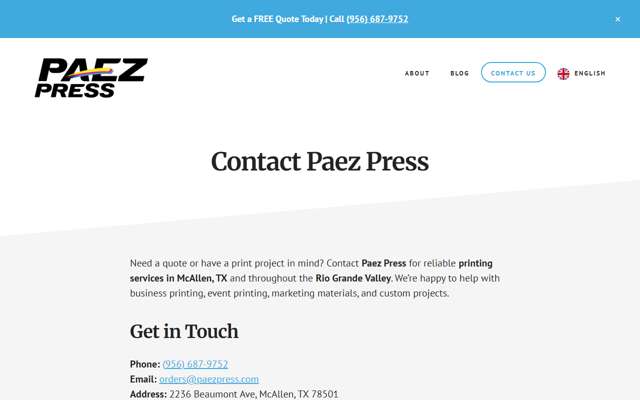 Get a FREE Quote Today | Call (956) 687-9752
×
PAEZ
PRESS
ABOUT
BLOG
CONTACT US
ENGLISH
Contact Paez Press
Need a quote or have a print project in mind? Contact Paez Press for reliable printing
services in McAllen, TX and throughout the Rio Grande Valley. We’re happy to help with
business printing, event printing, marketing materials, and custom projects.
Get in Touch
Phone: (956) 687-9752
Email: orders@paezpress.com
Address: 2236 Beaumont Ave, McAllen, TX 78501